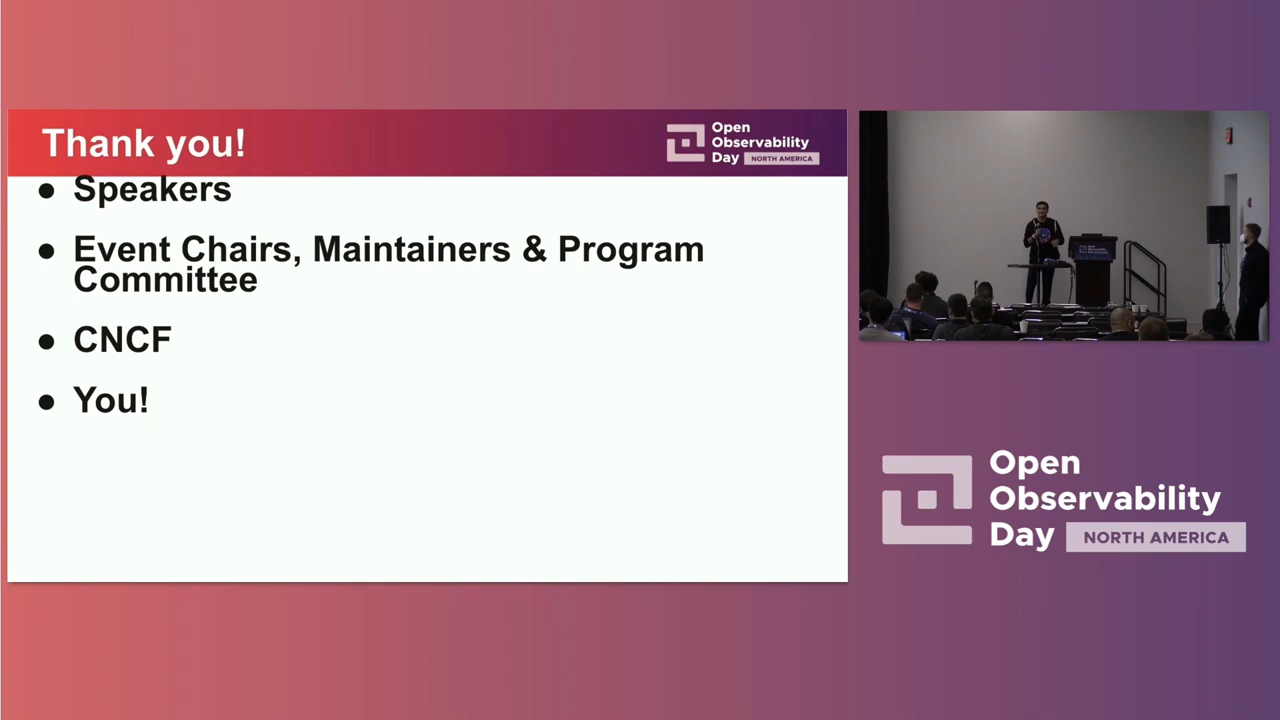 Thank you!
Open
Observability
Day NORTH AMERICA
● Speakers
● Event Chairs, Maintainers & Program
Committee
● CNCF
● You!
Open
Observability
Day NORTH AMERICA